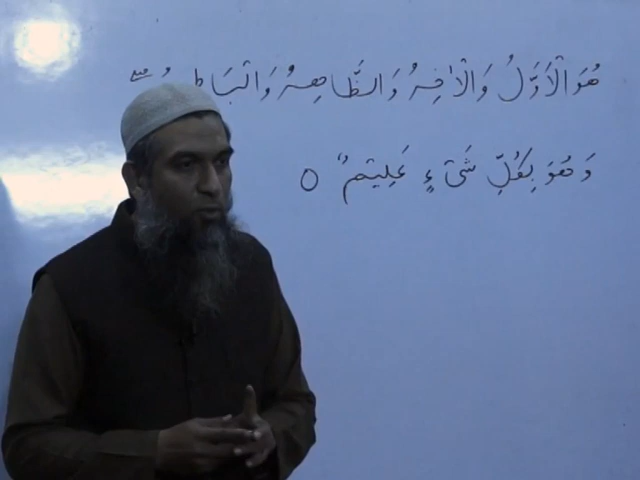 هُوَ الْاَوَّلُ وَالْاٰخِرُ وَالظَّاهِرُ وَالْبَاطِنُ ۚ
وَهُوَ بِكُلِّ شَىْءٍ عَلِيْمٌ ○